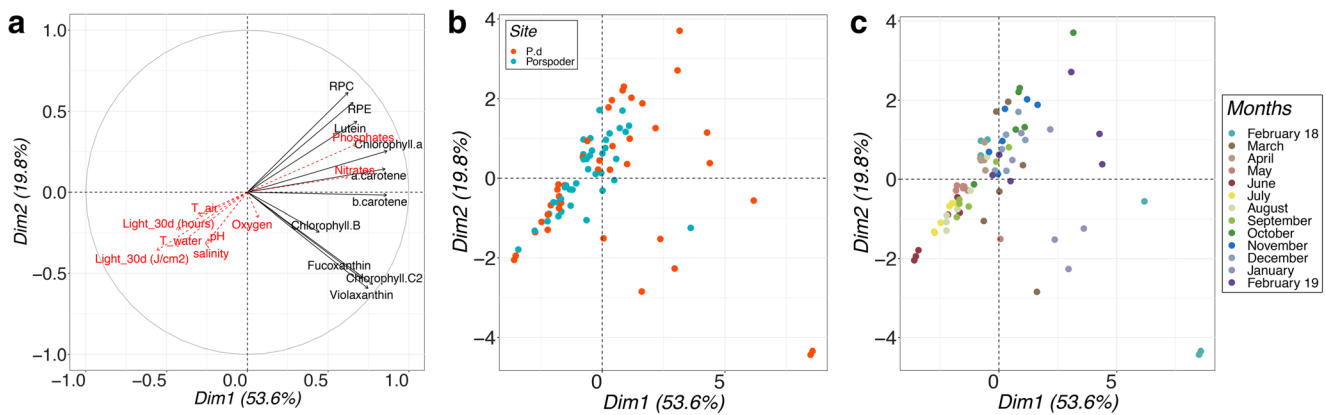 a
1.0
0.5
0.0
−0.5
−1.0
−1.0
−0.5
0.0
0.5
1.0
Dim2 (19.8%)
Dim1 (53.6%)
RPC
RPE
Lutein
Phosphates
Chlorophyll.a
Nitrates
a.carotene
b.carotene
T_air
Light_30d (hours)
Oxygen
Chlorophyll.B
T_water
pH
salinity
Light_30d (J/cm2)
Fucoxanthin
Chlorophyll.C2
Violaxanthin
b
4
2
0
−2
−4
0
5
Dim2 (19.8%)
Dim1 (53.6%)
Site
P.d
Porspoder
c
4
2
0
−2
−4
0
5
Dim2 (19.8%)
Dim1 (53.6%)
Months
February 18
March
April
May
June
July
August
September
October
November
December
January
February 19